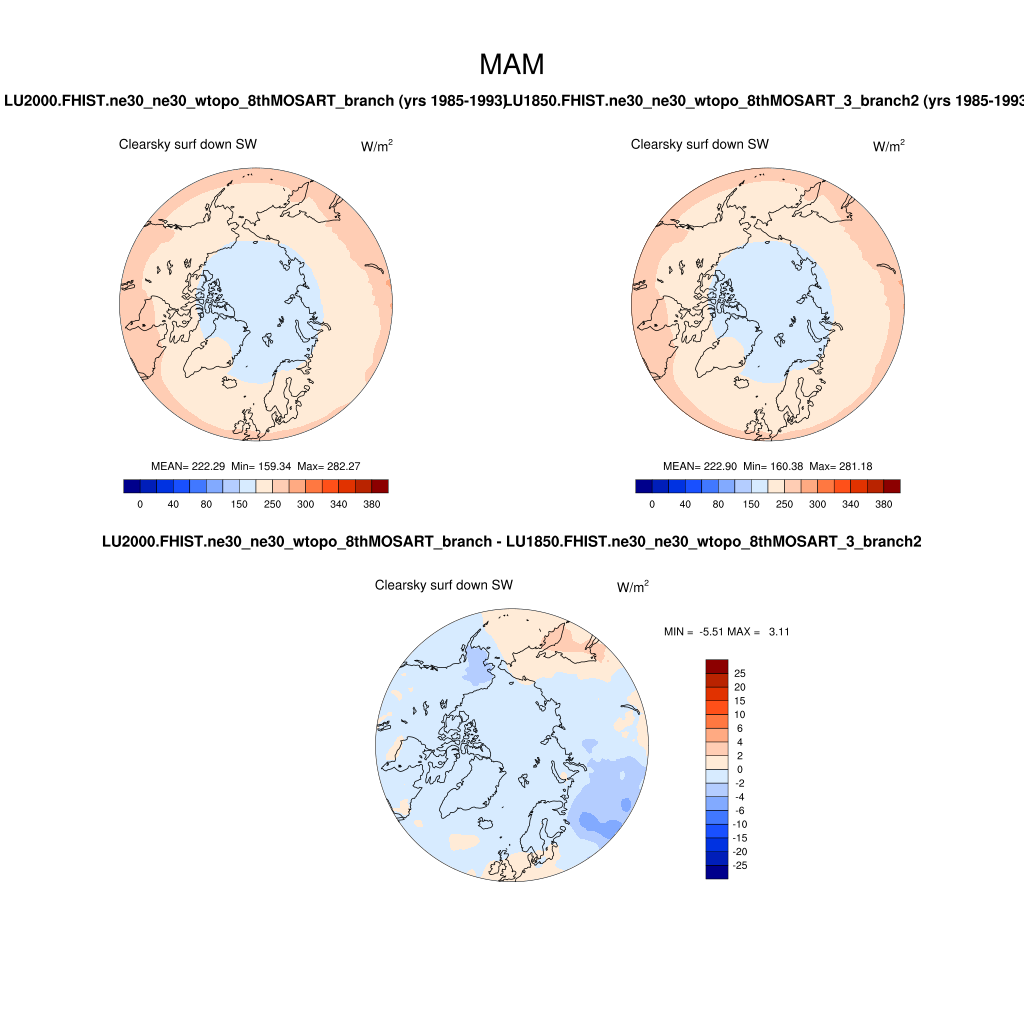 MAM
LU2000.FHIST.ne30_ne30_wtopo_8thMOSART_branch (yrs 1985-1993)
LU1850.FHIST.ne30_ne30_wtopo_8thMOSART_3_branch2 (yrs 1985-1993
Clearsky surf down SW W/m²
Clearsky surf down SW W/m²
MEAN= 222.29 Min= 159.34 Max= 282.27
MEAN= 222.90 Min= 160.38 Max= 281.18
0 40 80 150 250 300 340 380
0 40 80 150 250 300 340 380
LU2000.FHIST.ne30_ne30_wtopo_8thMOSART_branch - LU1850.FHIST.ne30_ne30_wtopo_8thMOSART_3_branch2
Clearsky surf down SW W/m²
MIN = -5.51 MAX = 3.11
25
20
15
10
6
4
2
0
-2
-4
-6
-10
-15
-20
-25